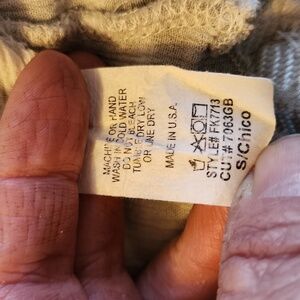 MACHINE OR HAND
WASH IN COLD WATER
DO NOT BLEACH
TUMBLE DRY LOW
OR LINE DRY
MADE IN U.S.A.
STYLE# FK7713
CUT# 7063GB
S/Chico